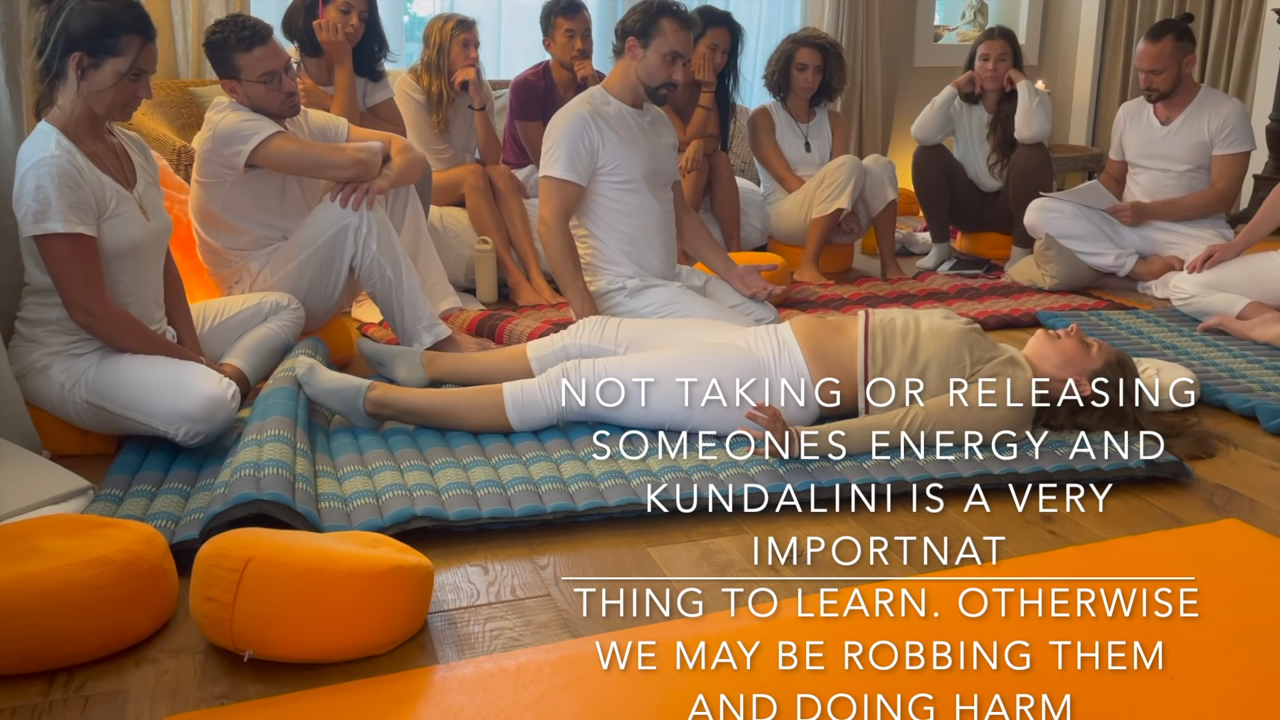 NOT TAKING OR RELEASING
SOMEONES ENERGY AND
KUNDALINI IS A VERY
IMPORTNAT
THING TO LEARN. OTHERWISE
WE MAY BE ROBBING THEM
AND DOING HARM